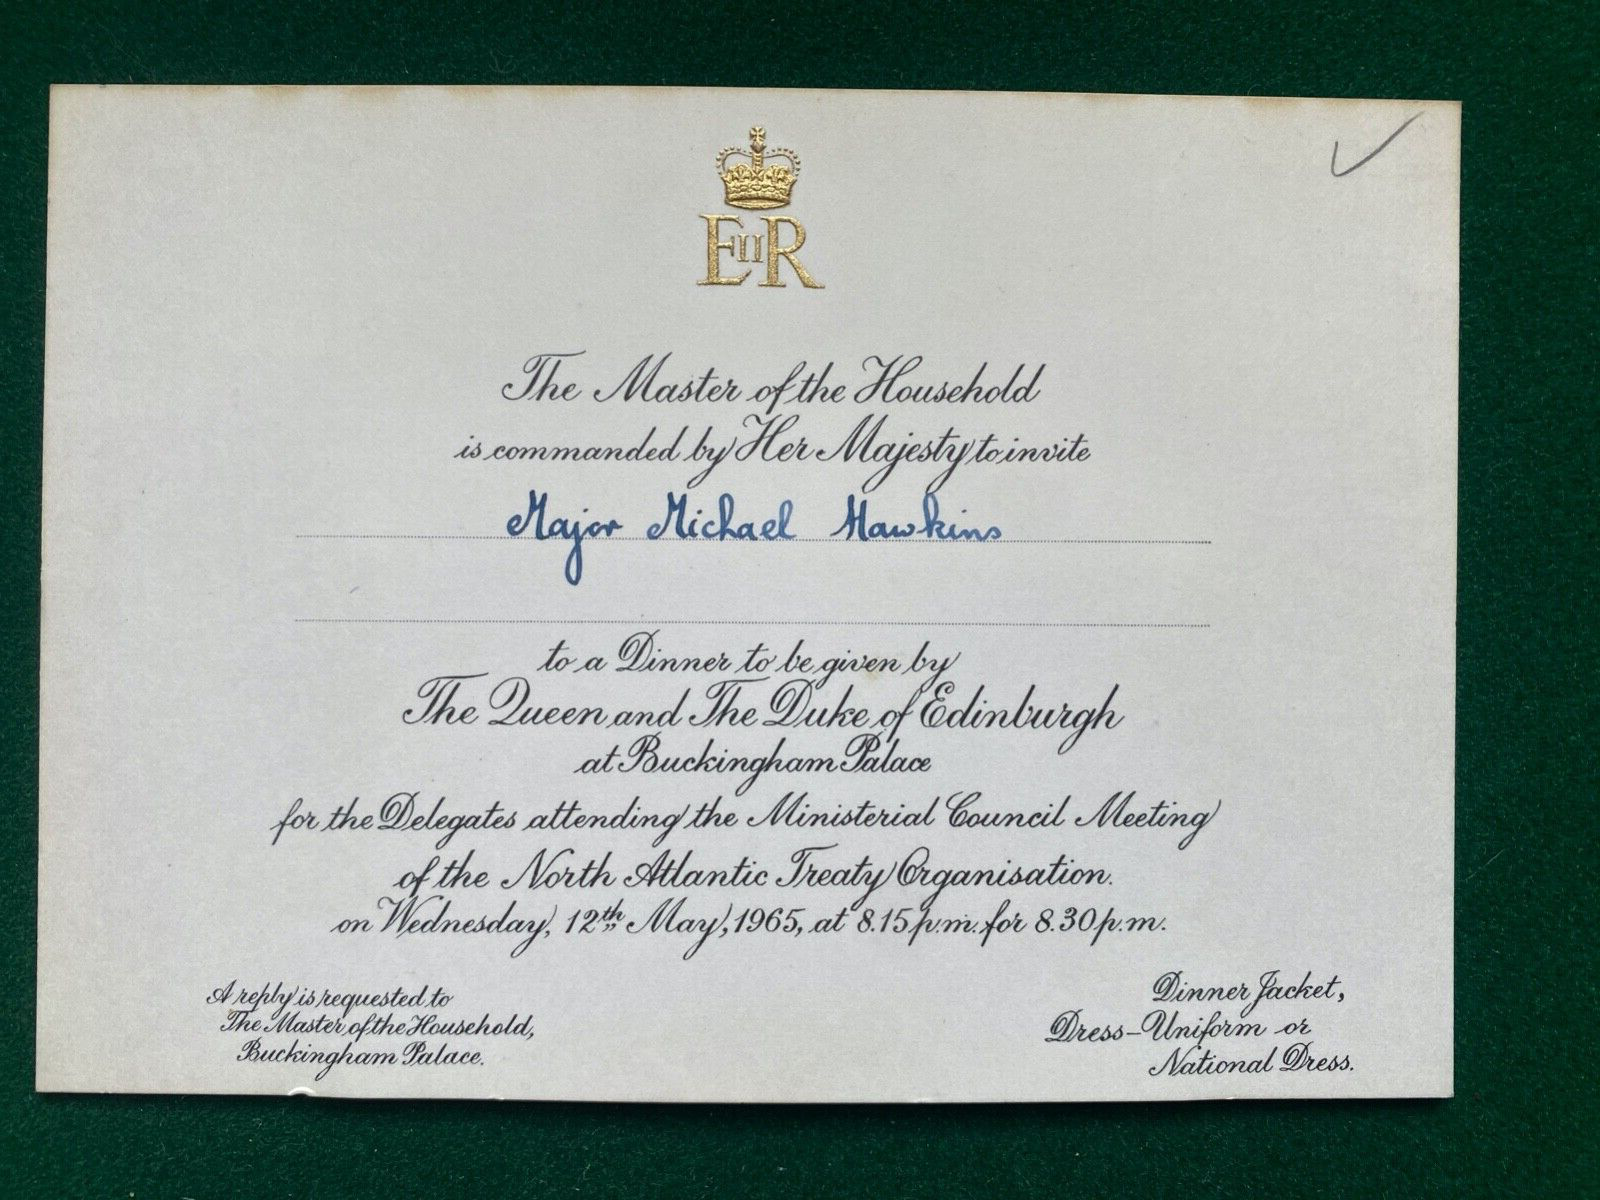 EIIR
The Master of the Household
is commanded by Her Majesty to invite
Major Michael Hawkins
to a Dinner to be given by
The Queen and The Duke of Edinburgh
at Buckingham Palace
for the Delegates attending the Ministerial Council Meeting
of the North Atlantic Treaty Organisation.
on Wednesday, 12th May, 1965, at 8.15 p.m. for 8.30 p.m.
A reply is requested to
The Master of the Household,
Buckingham Palace.
Dinner Jacket,
Dress-Uniform or
National Dress.